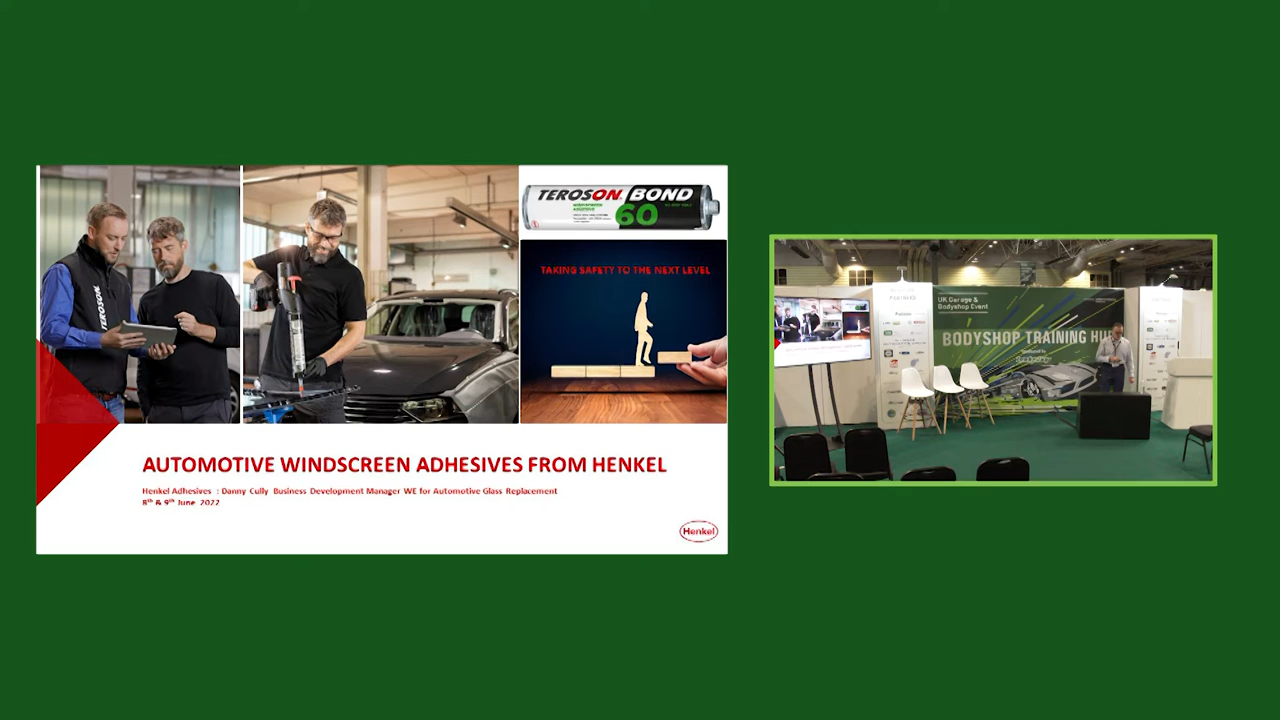 TEROSON
TEROSON BOND
60
TAKING SAFETY TO THE NEXT LEVEL
AUTOMOTIVE WINDSCREEN ADHESIVES FROM HENKEL
Henkel Adhesives : Danny Cully Business Development Manager WE for Automotive Glass Replacement
8th & 9th June 2022
Henkel
UK Garage &
Bodyshop Event
BODYSHOP TRAINING HUB